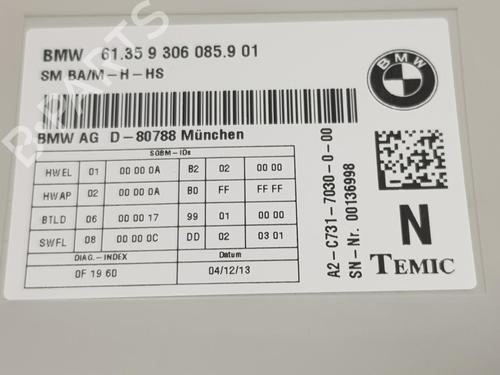 BMW 61.35 9 306 085.9 01
SM BA/M-H-HS
BMW
BMW AG D-80788 München
SGBM-IDs
HWEL 01 00 00 0A B2 02 00 00
HWAP 02 00 00 0A B0 FF FF FF
BTLD 06 00 00 17 99 01 00 00
SWFL 08 00 00 0C DD 02 03 01
DIAG.-INDEX Datum
0F 19 60 04/12/13
A2-C731-7030-0-00
SN-Nr. 00136998
N
TEMIC
B-PARTS